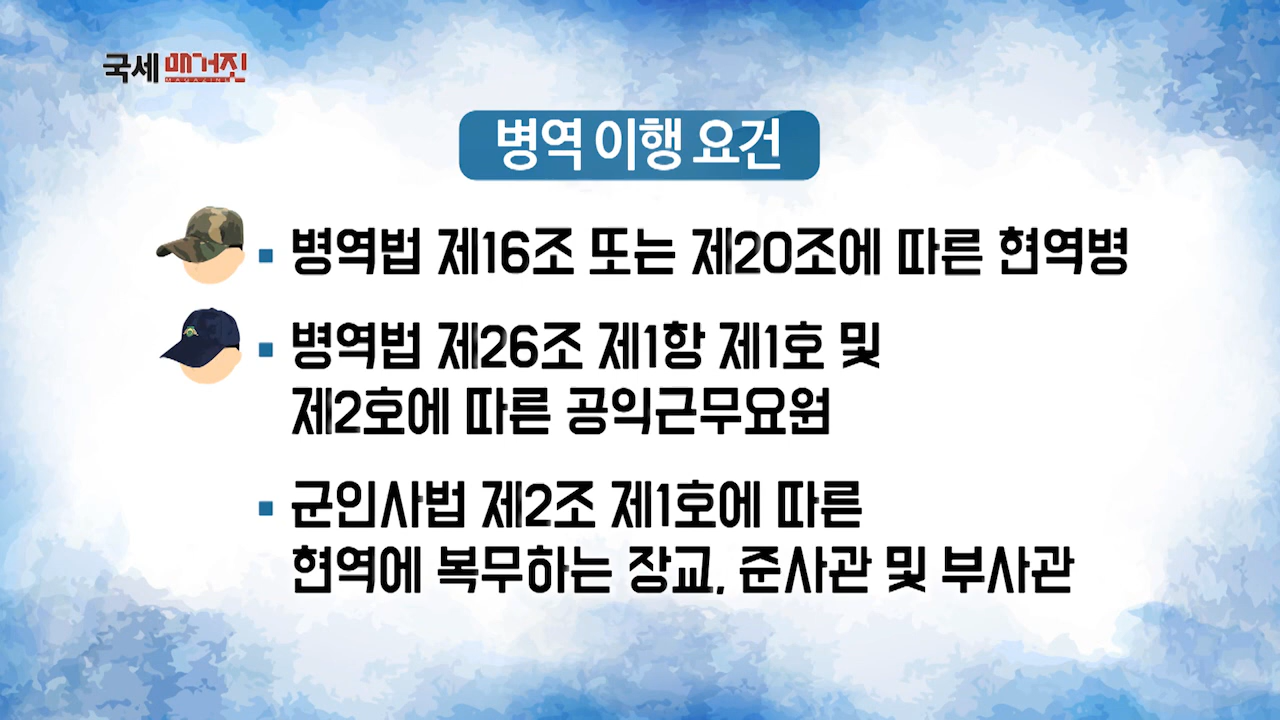 국세 매거진
MAGAZINE
병역 이행 요건
병역법 제16조 또는 제20조에 따른 현역병
병역법 제26조 제1항 제1호 및
제2호에 따른 공익근무요원
군인사법 제2조 제1호에 따른
현역에 복무하는 장교, 준사관 및 부사관